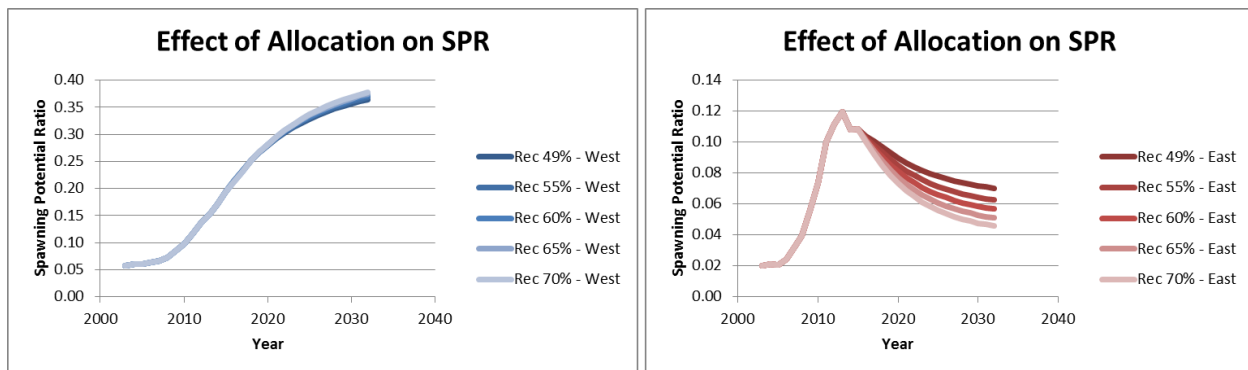 Effect of Allocation on SPR
Spawning Potential Ratio
0.40
0.35
0.30
0.25
0.20
0.15
0.10
0.05
0.00
2000
2010
2020
2030
2040
Year
Rec 49% - West
Rec 55% - West
Rec 60% - West
Rec 65% - West
Rec 70% - West
Effect of Allocation on SPR
Spawning Potential Ratio
0.14
0.12
0.10
0.08
0.06
0.04
0.02
0.00
2000
2010
2020
2030
2040
Year
Rec 49% - East
Rec 55% - East
Rec 60% - East
Rec 65% - East
Rec 70% - East